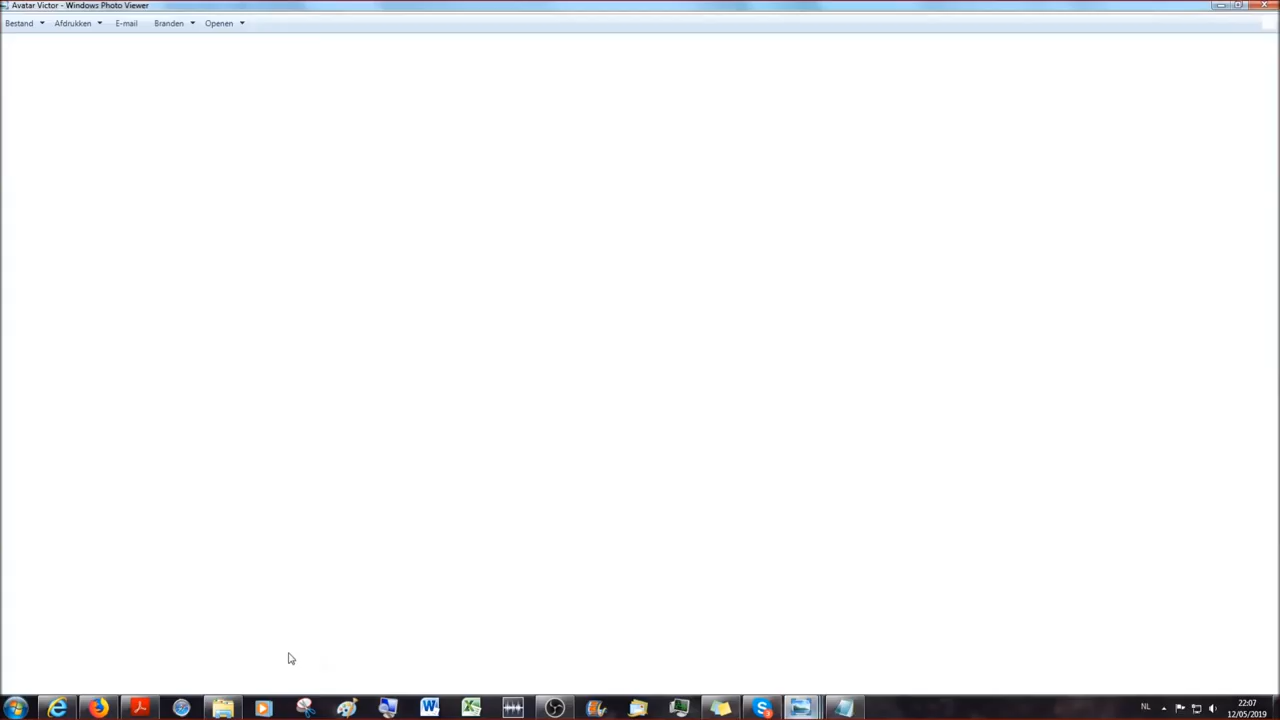 Avatar Victor - Windows Photo Viewer
Bestand Afdrukken E-mail Branden Openen
NL 22:07
12/05/2019